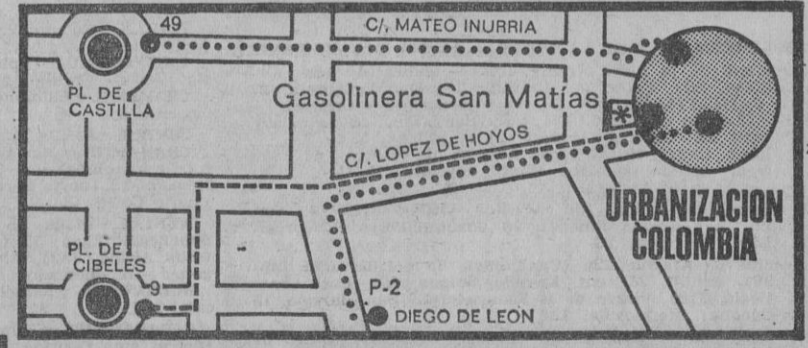 49
C/, MATEO INURRIA
PL. DE
CASTILLA
Gasolinera San Matías
*
C/. LOPEZ DE HOYOS
URBANIZACION
COLOMBIA
PL. DE
CIBELES
9
P-2
DIEGO DE LEON